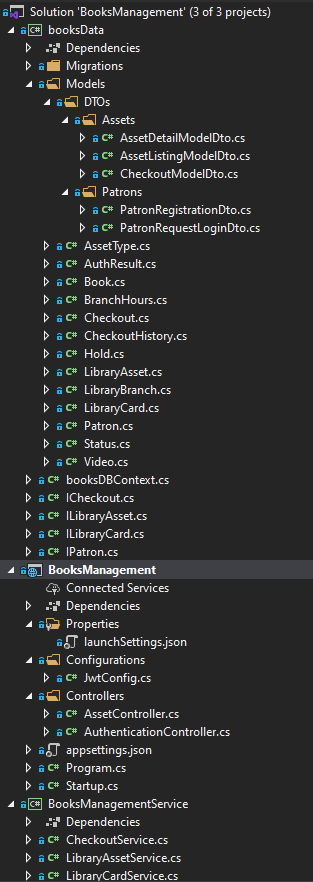 Solution 'BooksManagement' (3 of 3 projects)
C# booksData
Dependencies
Migrations
Models
DTOs
Assets
C# AssetDetailModelDto.cs
C# AssetListingModelDto.cs
C# CheckoutModelDto.cs
Patrons
C# PatronRegistrationDto.cs
C# PatronRequestLoginDto.cs
C# AssetType.cs
C# AuthResult.cs
C# Book.cs
C# BranchHours.cs
C# Checkout.cs
C# CheckoutHistory.cs
C# Hold.cs
C# LibraryAsset.cs
C# LibraryBranch.cs
C# LibraryCard.cs
C# Patron.cs
C# Status.cs
C# Video.cs
C# booksDBContext.cs
C# ICheckout.cs
C# ILibraryAsset.cs
C# ILibraryCard.cs
C# IPatron.cs
BooksManagement
Connected Services
Dependencies
Properties
launchSettings.json
Configurations
C# JwtConfig.cs
Controllers
C# AssetController.cs
C# AuthenticationController.cs
appsettings.json
C# Program.cs
C# Startup.cs
C# BooksManagementService
Dependencies
C# CheckoutService.cs
C# LibraryAssetService.cs
C# LibraryCardService.cs